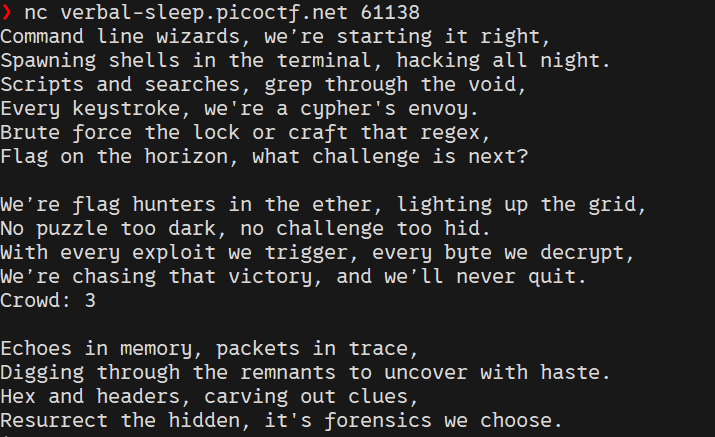 ❯ nc verbal-sleep.picoctf.net 61138
Command line wizards, we’re starting it right,
Spawning shells in the terminal, hacking all night.
Scripts and searches, grep through the void,
Every keystroke, we're a cypher's envoy.
Brute force the lock or craft that regex,
Flag on the horizon, what challenge is next?

We’re flag hunters in the ether, lighting up the grid,
No puzzle too dark, no challenge too hid.
With every exploit we trigger, every byte we decrypt,
We’re chasing that victory, and we’ll never quit.
Crowd: 3

Echoes in memory, packets in trace,
Digging through the remnants to uncover with haste.
Hex and headers, carving out clues,
Resurrect the hidden, it's forensics we choose.